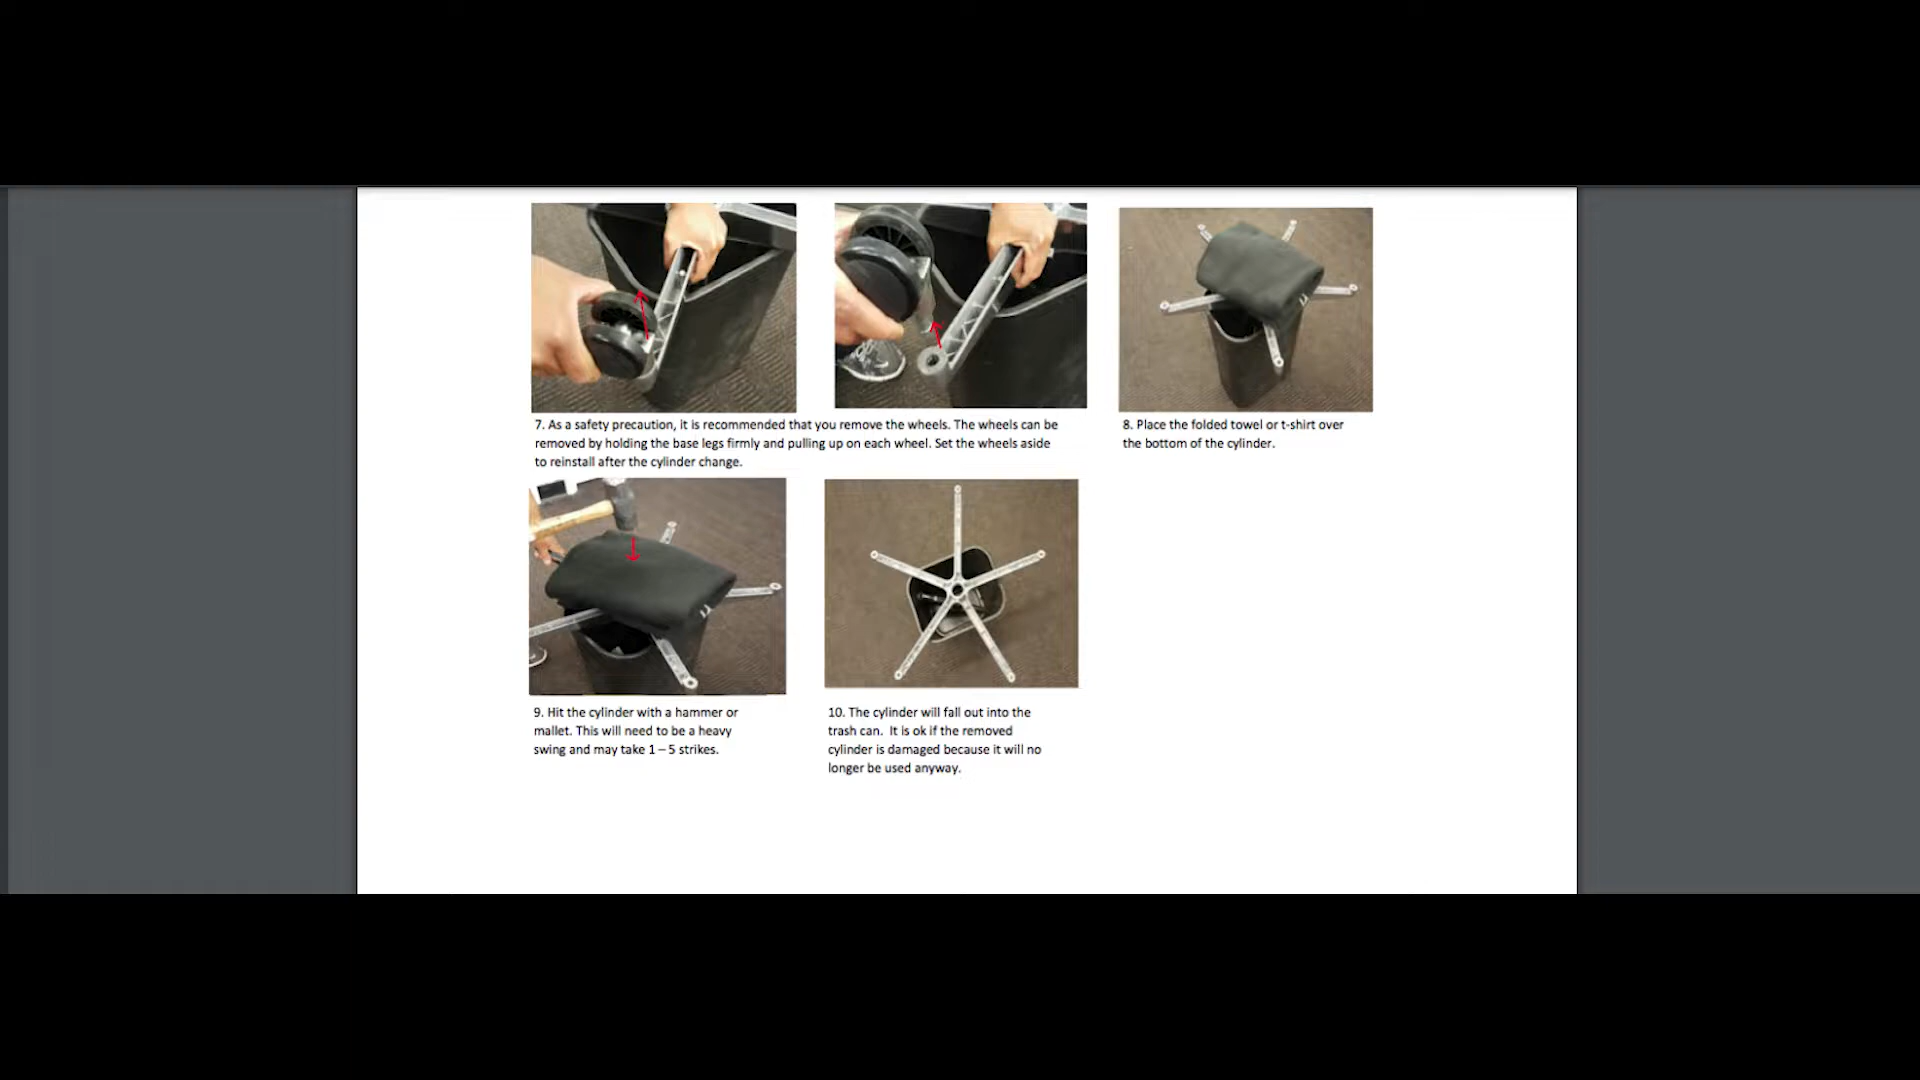 7. As a safety precaution, it is recommended that you remove the wheels. The wheels can be
removed by holding the base legs firmly and pulling up on each wheel. Set the wheels aside
to reinstall after the cylinder change.
8. Place the folded towel or t-shirt over
the bottom of the cylinder.
9. Hit the cylinder with a hammer or
mallet. This will need to be a heavy
swing and may take 1 – 5 strikes.
10. The cylinder will fall out into the
trash can.  It is ok if the removed
cylinder is damaged because it will no
longer be used anyway.